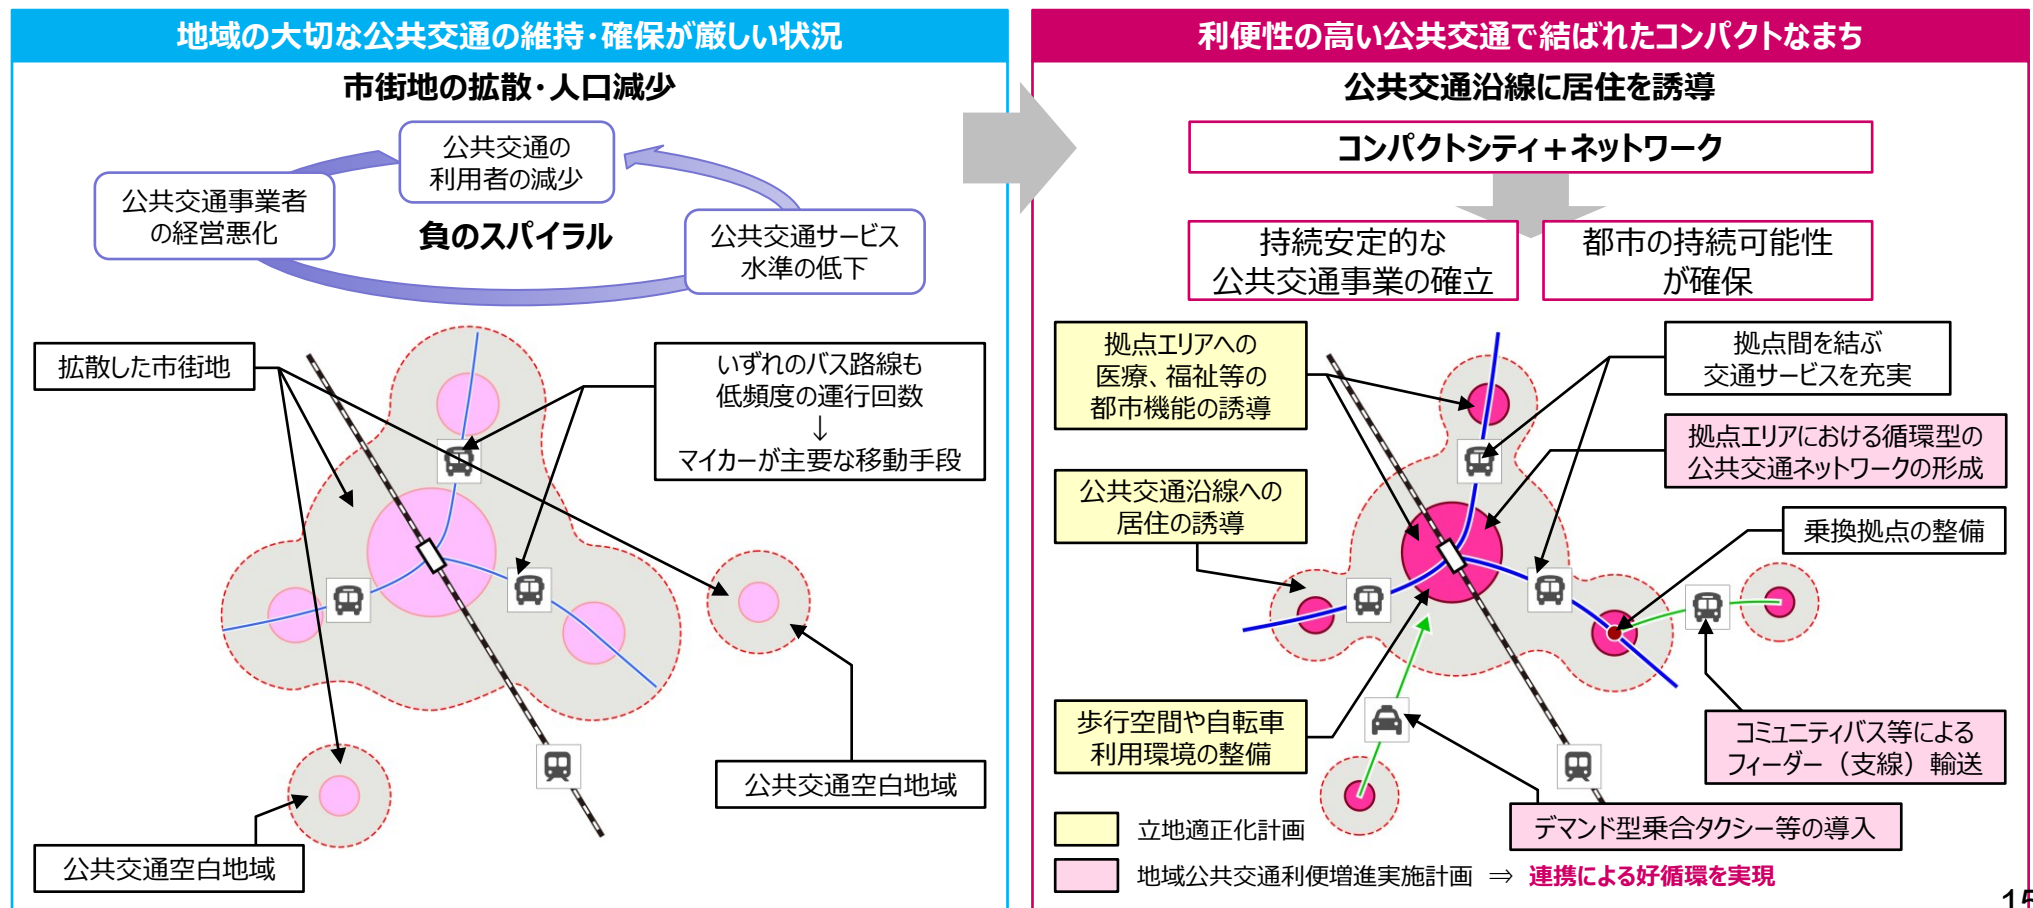 地域の大切な公共交通の維持・確保が厳しい状況
市街地の拡散・人口減少
公共交通の
利用者の減少
公共交通事業者
の経営悪化
負のスパイラル
公共交通サービス
水準の低下
拡散した市街地
いずれのバス路線も
低頻度の運行回数
↓
マイカーが主要な移動手段
公共交通空白地域
公共交通空白地域
利便性の高い公共交通で結ばれたコンパクトなまち
公共交通沿線に居住を誘導
コンパクトシティ＋ネットワーク
持続安定的な
公共交通事業の確立
都市の持続可能性
が確保
拠点エリアへの
医療、福祉等の
都市機能の誘導
拠点間を結ぶ
交通サービスを充実
拠点エリアにおける循環型の
公共交通ネットワークの形成
公共交通沿線への
居住の誘導
乗換拠点の整備
歩行空間や自転車
利用環境の整備
コミュニティバス等による
フィーダー（支線）輸送
デマンド型乗合タクシー等の導入
立地適正化計画
地域公共交通利便増進実施計画 ⇒ 連携による好循環を実現
15